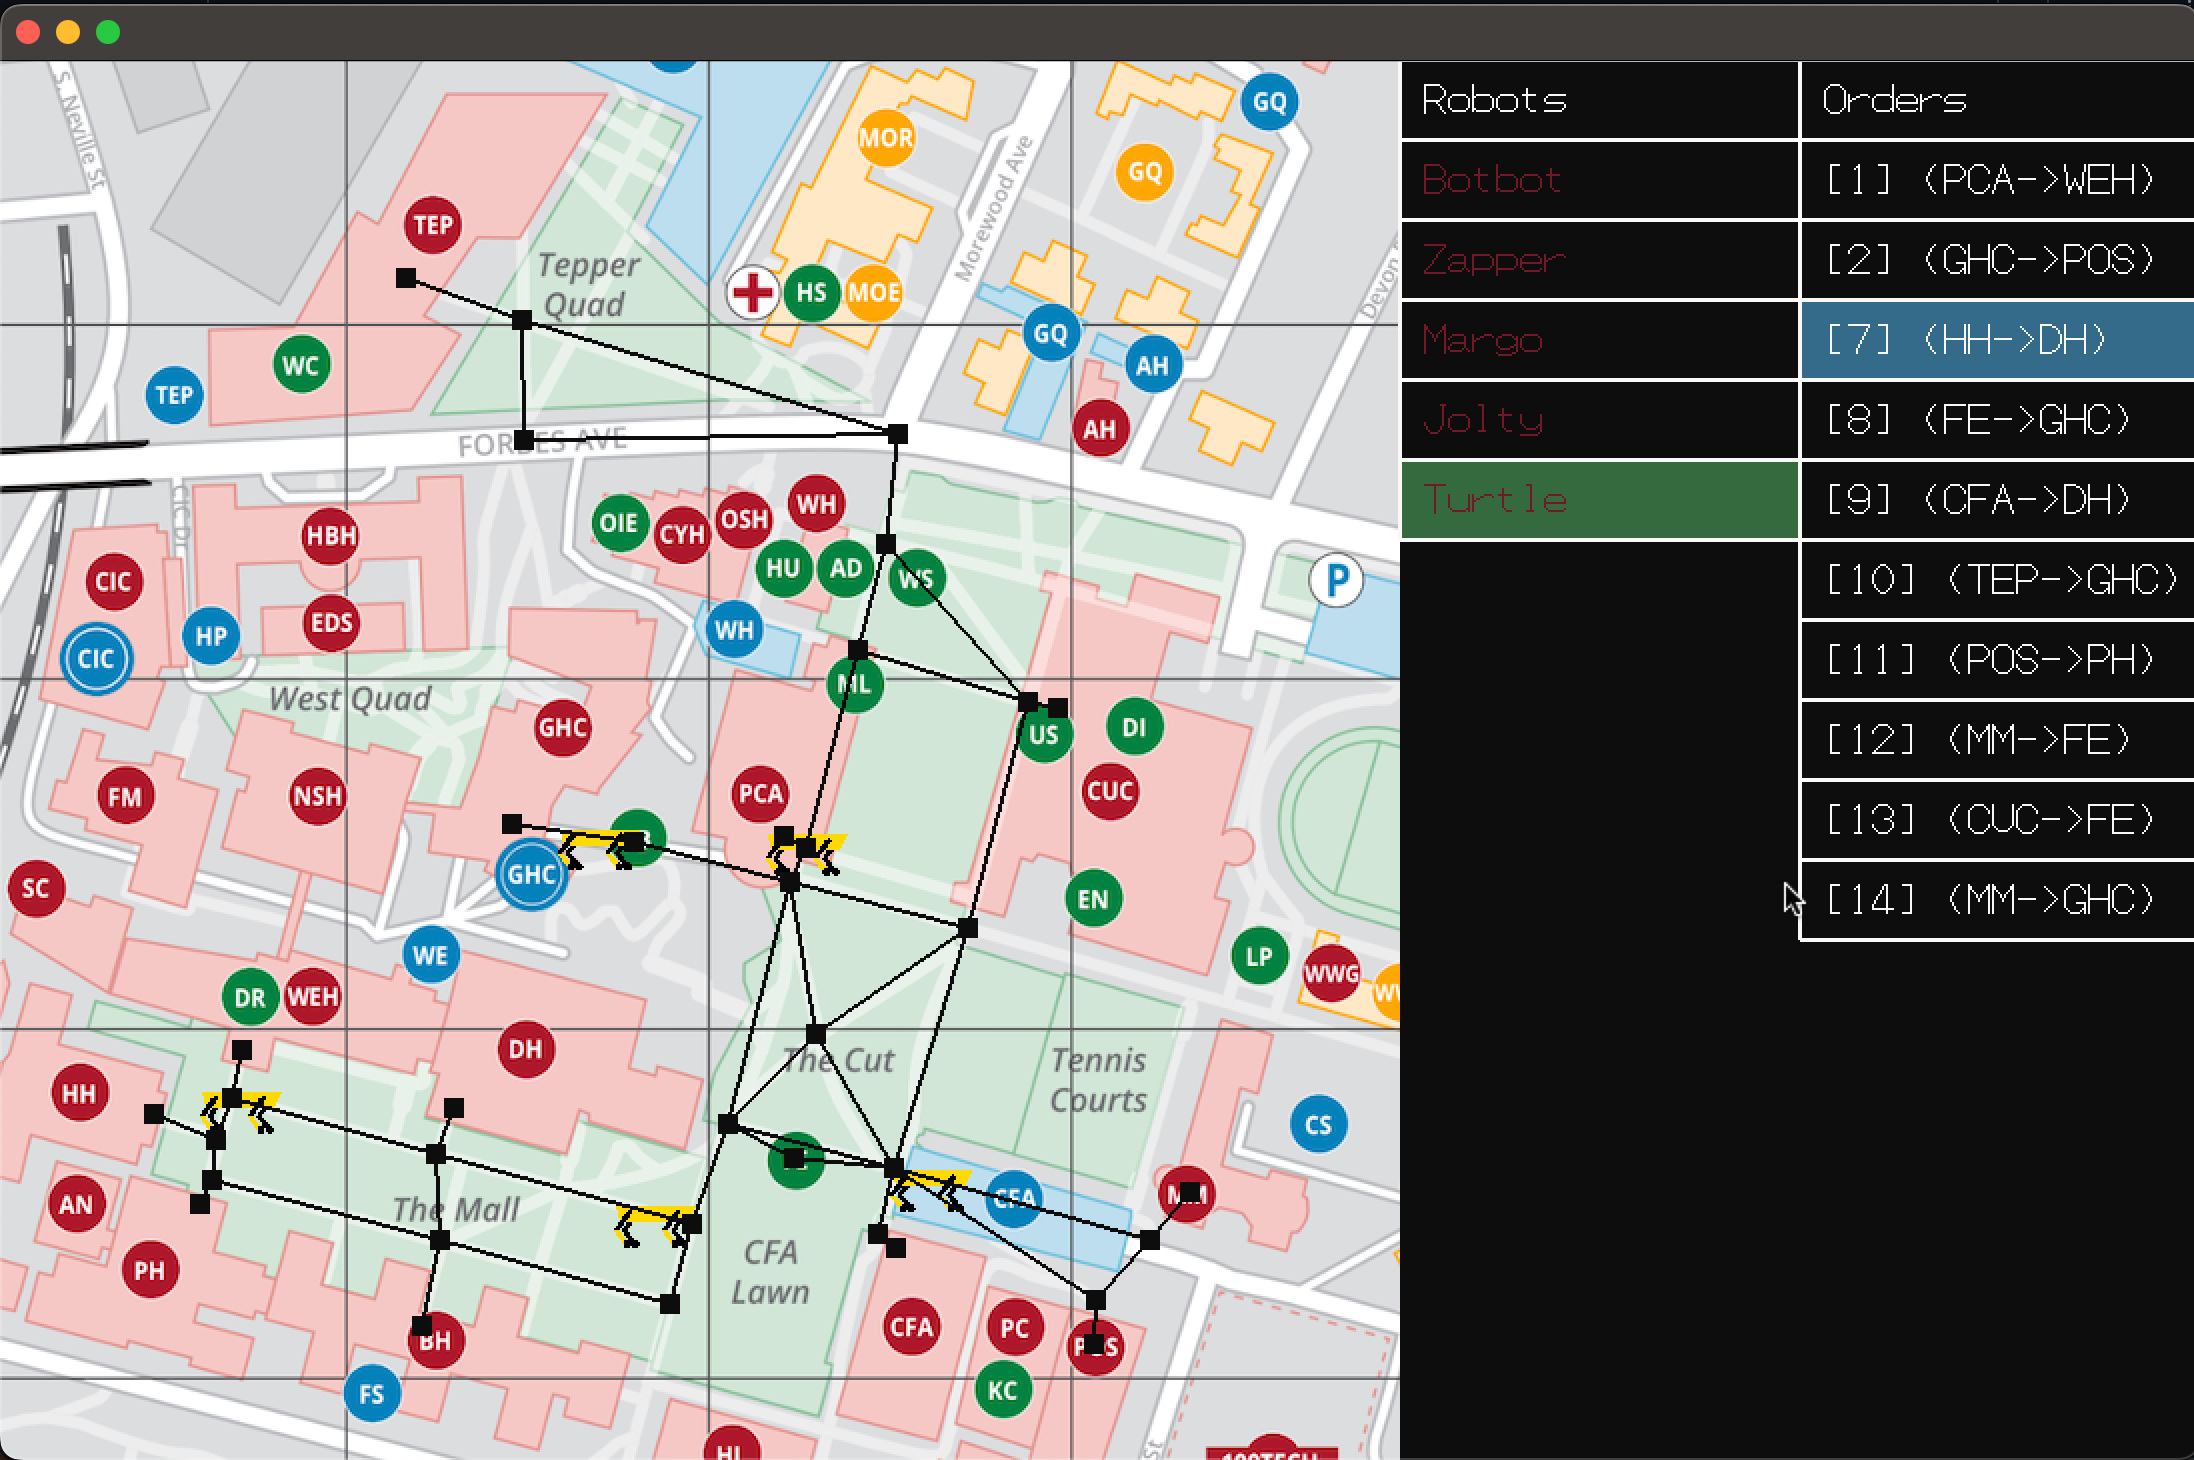 S. Neville St
GQ
MOR
Morewood Ave
GQ
TEP
Tepper
Quad
HS
MOE
Devon
GQ
WC
AH
TEP
AH
FORBES AVE
WH
OSH
OIE
CYH
HBH
HU
AD
WS
CIC
P
EDS
HP
WH
CIC
ML
West Quad
GHC
DI
US
CUC
FM
NSH
PCA
GHC
SC
EN
WE
LP
WWG
DR
WEH
DH
The Cut
Tennis
Courts
HH
CS
MM
CFA
AN
The Mall
CFA
Lawn
PH
CFA
PC
BH
POS
KC
FS
St
Robots
Botbot
Zapper
Margo
Jolty
Turtle
Orders
[1] (PCA->WEH)
[2] (GHC->POS)
[7] (HH->DH)
[8] (FE->GHC)
[9] (CFA->DH)
[10] (TEP->GHC)
[11] (POS->PH)
[12] (MM->FE)
[13] (CUC->FE)
[14] (MM->GHC)